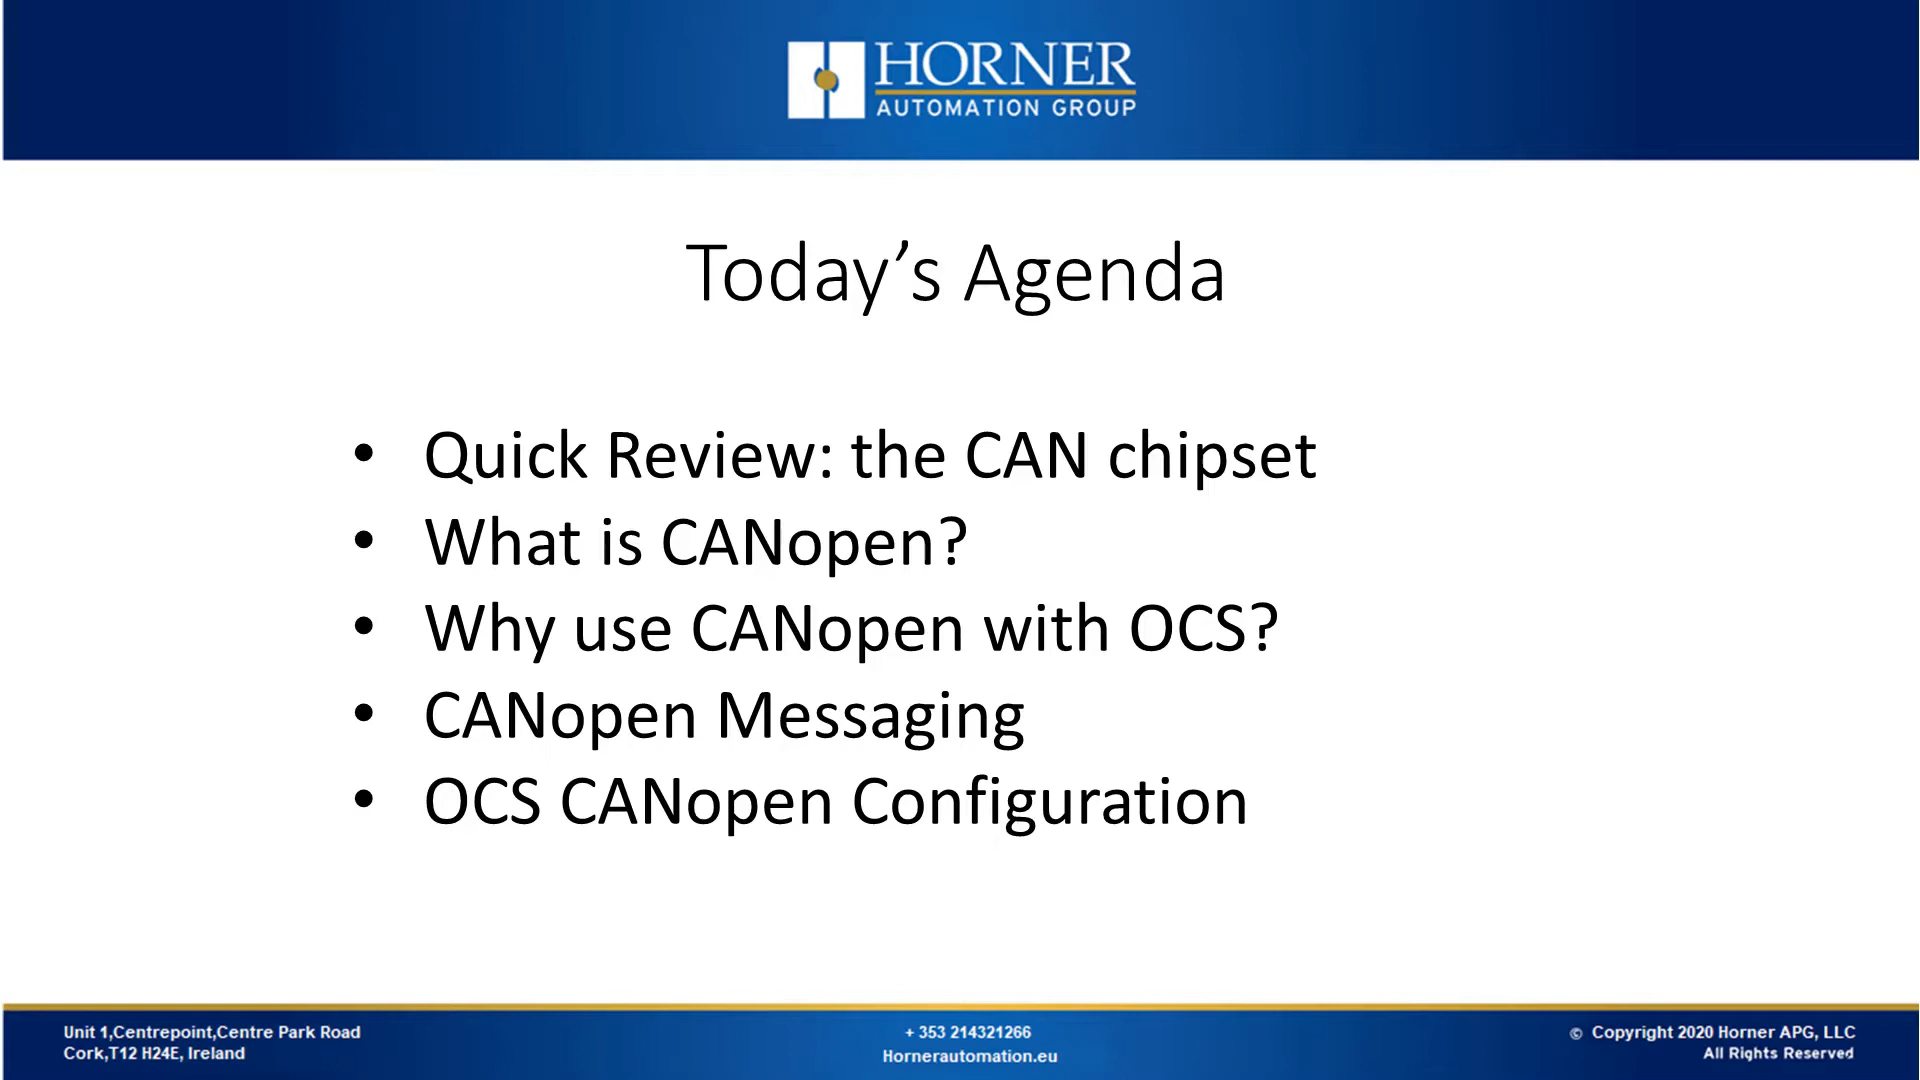 HORNER
AUTOMATION GROUP
Today’s Agenda
• Quick Review: the CAN chipset
• What is CANopen?
• Why use CANopen with OCS?
• CANopen Messaging
• OCS CANopen Configuration
Unit 1,Centrepoint,Centre Park Road
Cork,T12 H24E, Ireland
+ 353 214321266
Hornerautomation.eu
© Copyright 2020 Horner APG, LLC
All Rights Reserved